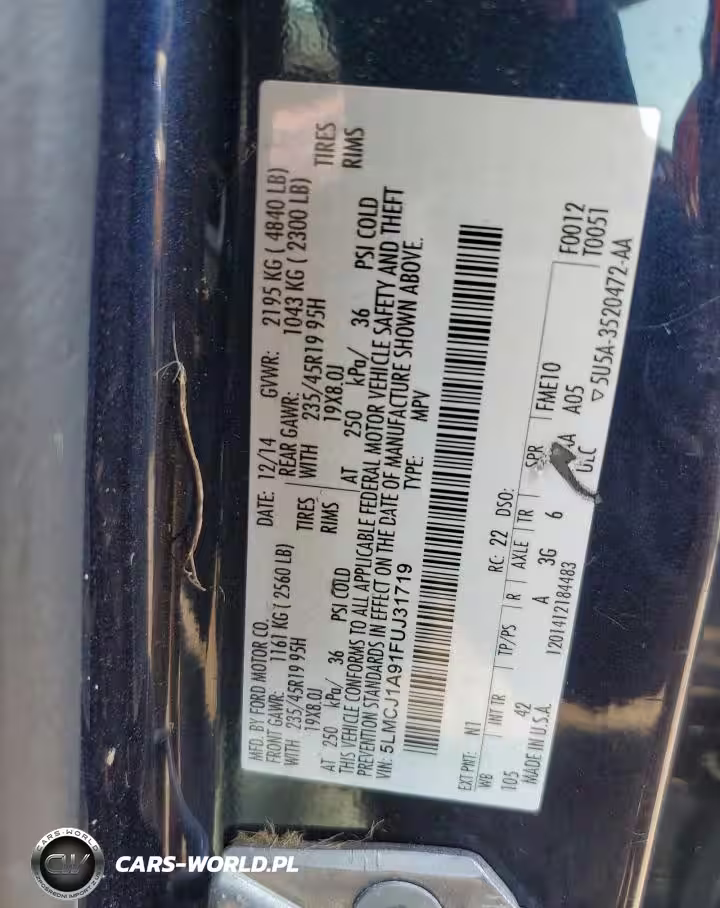 MFD. BY FORD MOTOR CO.
DATE: 12/14 GVWR: 2195 KG ( 4840 LB)
FRONT GAWR: 1161 KG ( 2560 LB) REAR GAWR: 1043 KG ( 2300 LB)
WITH 235/45R19 95H TIRES WITH 235/45R19 95H TIRES
19X8.0J RIMS 19X8.0J RIMS
AT 250 kPa/ 36 PSI COLD AT 250 kPa/ 36 PSI COLD
THIS VEHICLE CONFORMS TO ALL APPLICABLE FEDERAL MOTOR VEHICLE SAFETY AND THEFT
PREVENTION STANDARDS IN EFFECT ON THE DATE OF MANUFACTURE SHOWN ABOVE.
VIN: 5LMCJ1A91FUJ31719 TYPE: MPV
EXT PNT: N1 RC: 22 DSO: F0012
WB INT TR TP/PS R AXLE TR SPR FME10 T0051
105 42 A 3G 6 A05
MADE IN U.S.A. 1201412184483 ULC ▽5U5A-3520472-AA
CARS-WORLD
CW
CARS-WORLD.PL